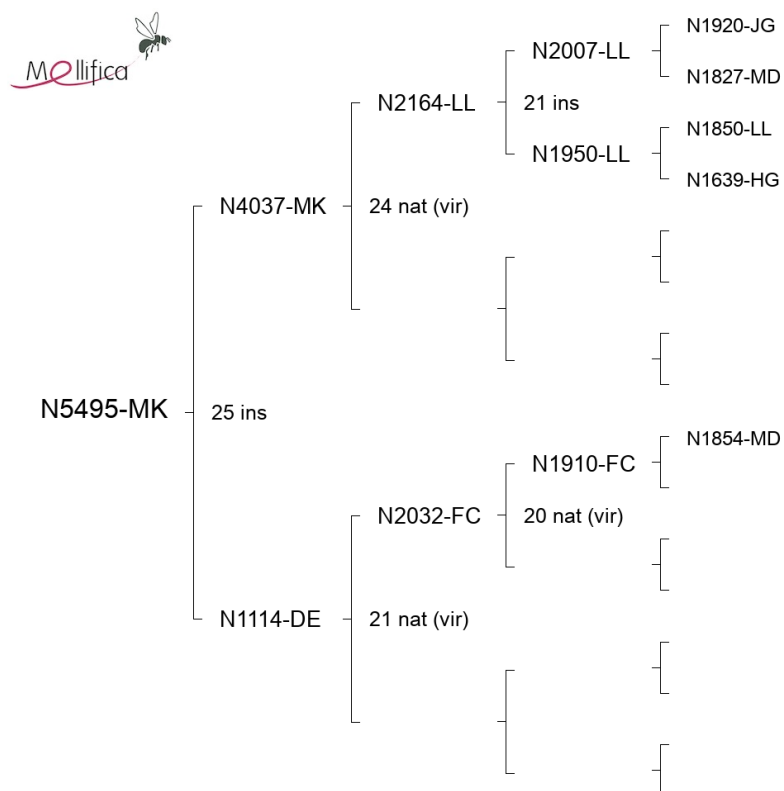 Mellifica
N1920-JG
N2007-LL
N1827-MD
N2164-LL
21 ins
N1850-LL
N1950-LL
N1639-HG
N4037-MK
24 nat (vir)
N5495-MK
25 ins
N1854-MD
N1910-FC
N2032-FC
20 nat (vir)
N1114-DE
21 nat (vir)